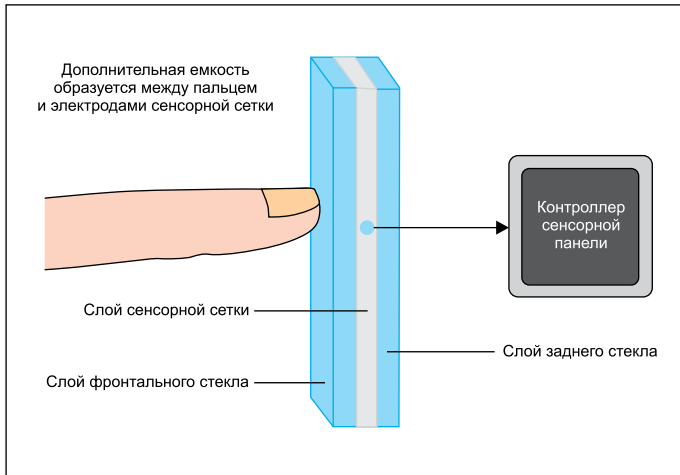 Дополнительная емкость
образуется между пальцем
и электродами сенсорной сетки
Контроллер
сенсорной
панели
Слой сенсорной сетки
Слой заднего стекла
Слой фронтального стекла